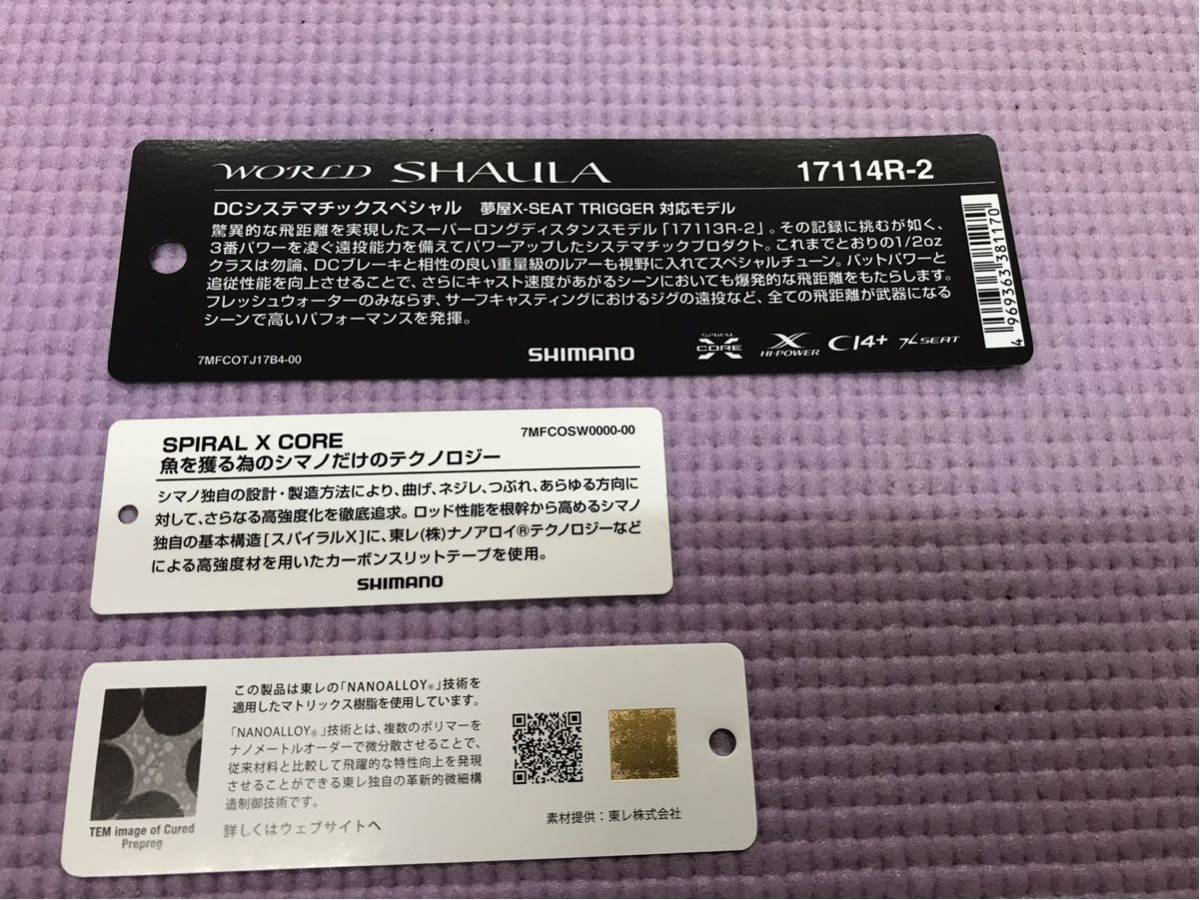 WORLD SHAULA 17114R-2
DCシステマチックスペシャル 夢屋X-SEAT TRIGGER 対応モデル
驚異的な飛距離を実現したスーパーロングディスタンスモデル「17113R-2」。その記録に挑むが如く、
3番パワーを凌ぐ遠投能力を備えてパワーアップしたシステマチックプロダクト。これまでとおりの1/2oz
クラスは勿論、DCブレーキと相性の良い重量級のルアーも視野に入れてスペシャルチューン。バットパワーと
追従性能を向上させることで、さらにキャスト速度があがるシーンにおいても爆発的な飛距離をもたらします。
フレッシュウォーターのみならず、サーフキャスティングにおけるジグの遠投など、全ての飛距離が武器になる
シーンで高いパフォーマンスを発揮。
7MFCOTJ17B4-00
SHIMANO
SPIRAL X CORE
X HI-POWER
CI4+
X SEAT
4 969363 381170
SPIRAL X CORE
7MFCOSW0000-00
魚を獲る為のシマノだけのテクノロジー
シマノ独自の設計・製造方法により、曲げ、ネジレ、つぶれ、あらゆる方向に
対して、さらなる高強度化を徹底追求。ロッド性能を根幹から高めるシマノ
独自の基本構造[スパイラルX]に、東レ(株)ナノアロイ®テクノロジーなど
による高強度材を用いたカーボンスリットテープを使用。
SHIMANO
この製品は東レの「NANOALLOY®」技術を
適用したマトリックス樹脂を使用しています。
「NANOALLOY®」技術とは、複数のポリマーを
ナノメートルオーダーで微分散させることで、
従来材料と比較して飛躍的な特性向上を発現
させることができる東レ独自の革新的微細構
造制御技術です。
詳しくはウェブサイトへ
TEM image of Cured
Prepreg
素材提供：東レ株式会社